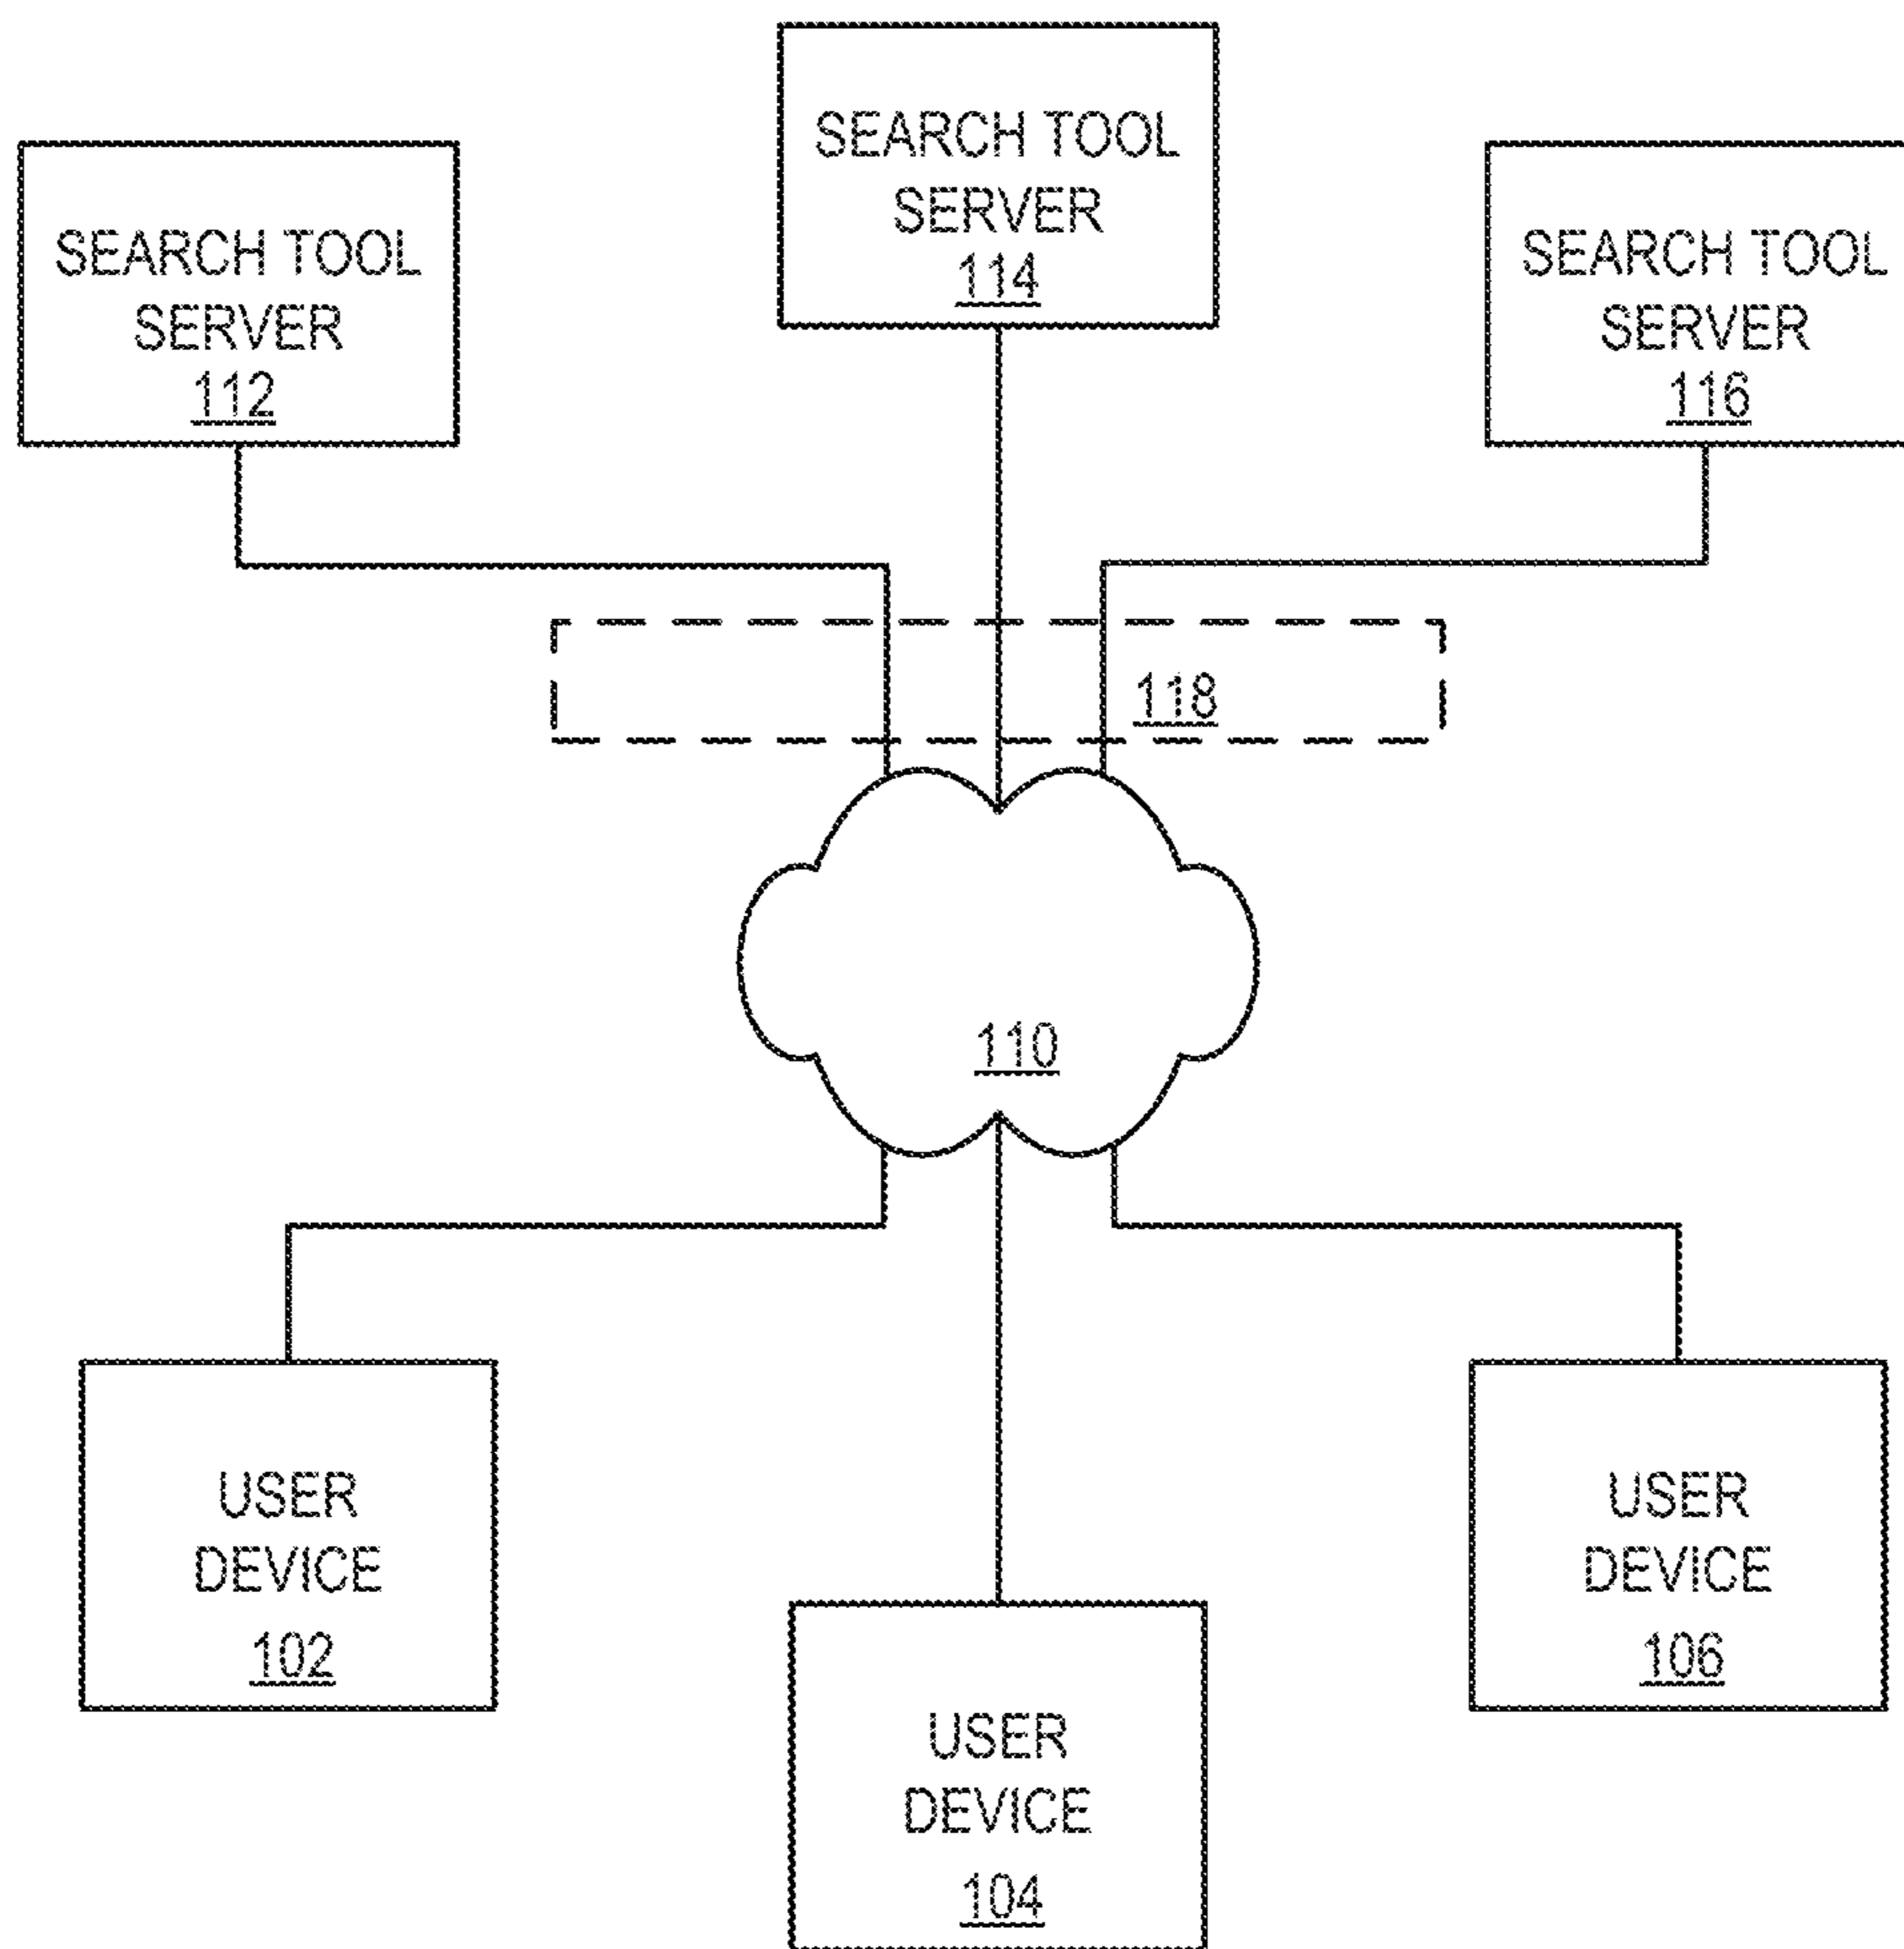 SEARCH TOOL
SERVER
112
SEARCH TOOL
SERVER
114
SEARCH TOOL
SERVER
116
118
110
USER
DEVICE
102
USER
DEVICE
104
USER
DEVICE
106